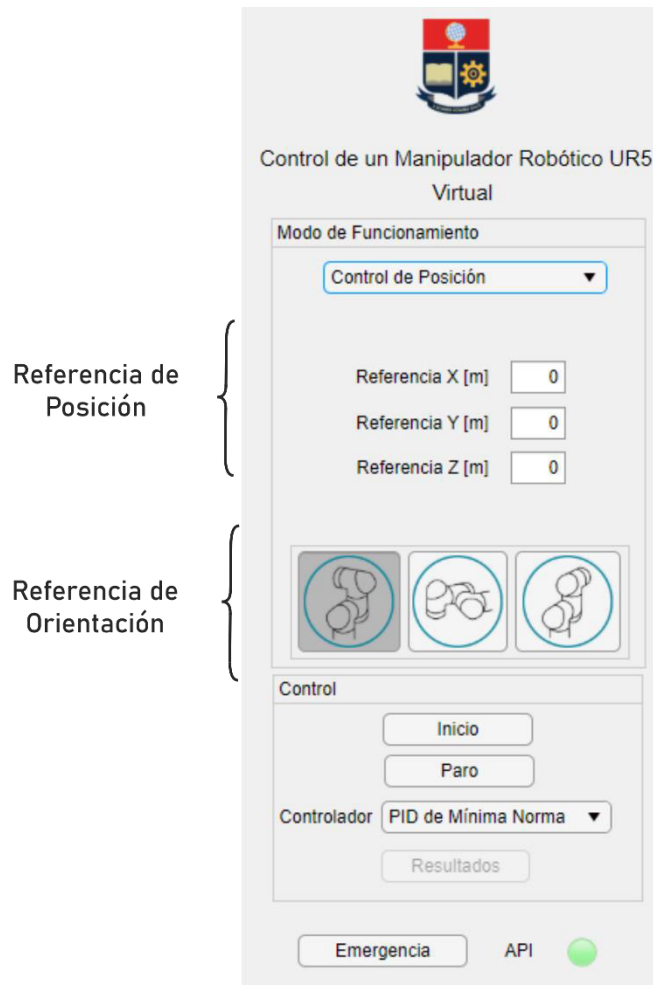 Control de un Manipulador Robótico UR5
Virtual
Modo de Funcionamiento
Control de Posición
Referencia de
Posición
Referencia X [m] 0
Referencia Y [m] 0
Referencia Z [m] 0
Referencia de
Orientación
Control
Inicio
Paro
Controlador PID de Mínima Norma
Resultados
Emergencia API